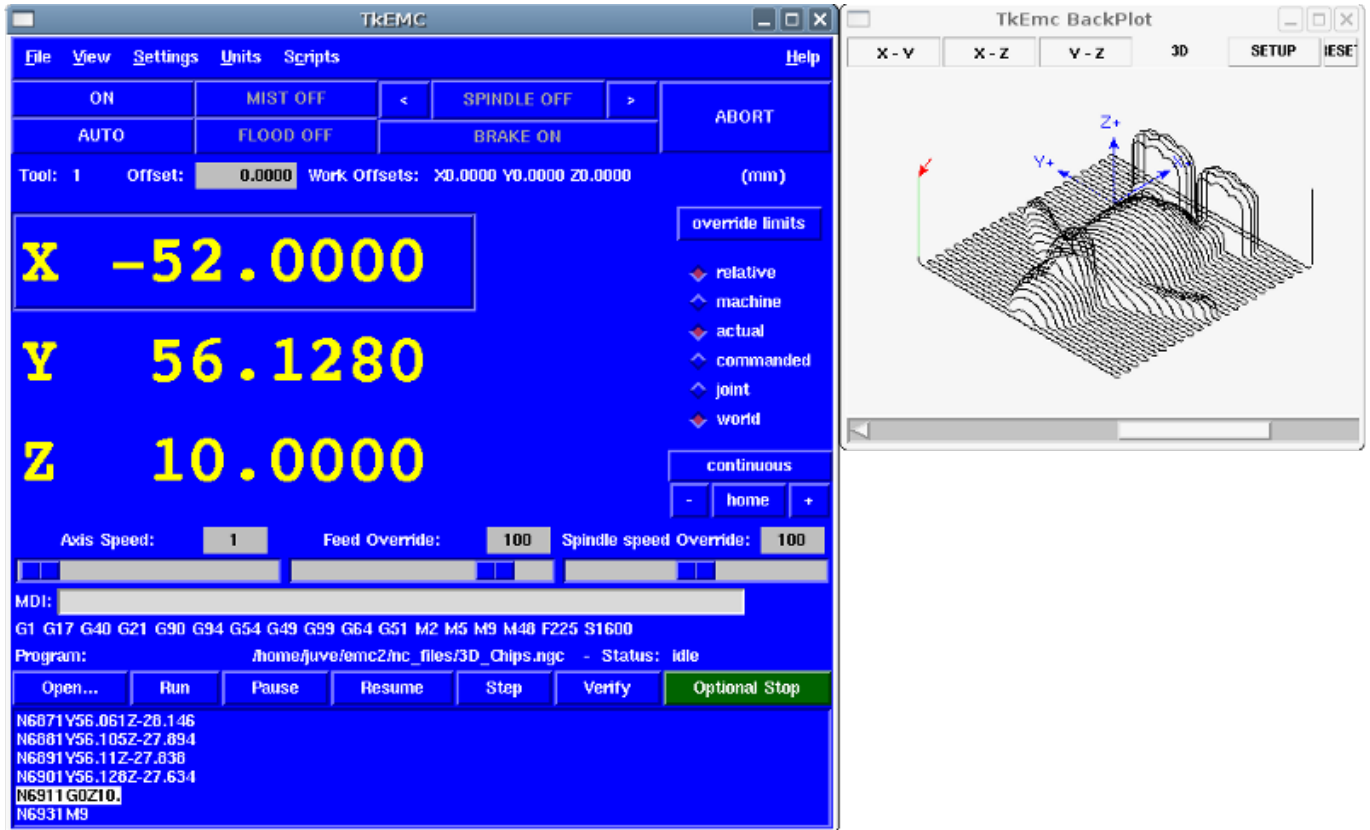 TkEMC
File View Settings Units Scripts Help
ON MIST OFF < SPINDLE OFF > ABORT
AUTO FLOOD OFF BRAKE ON
Tool: 1 Offset: 0.0000 Work Offsets: X0.0000 Y0.0000 Z0.0000 (mm)
override limits
X -52.0000
relative
machine
Y 56.1280
actual
commanded
joint
world
Z 10.0000
continuous
- home +
Axis Speed: 1 Feed Override: 100 Spindle speed Override: 100
MDI:
G1 G17 G40 G21 G90 G94 G54 G49 G99 G64 G51 M2 M5 M9 M48 F225 S1600
Program: /home/juve/emc2/nc_files/3D_Chips.ngc - Status: idle
Open... Run Pause Resume Step Verify Optional Stop
N6871Y56.061Z-28.146
N6881Y56.105Z-27.894
N6891Y56.11Z-27.838
N6901Y56.128Z-27.634
N6911G0Z10.
N6931M9
TkEmc BackPlot
X - Y X - Z Y - Z 3D SETUP RESET
Z+
Y+ X+